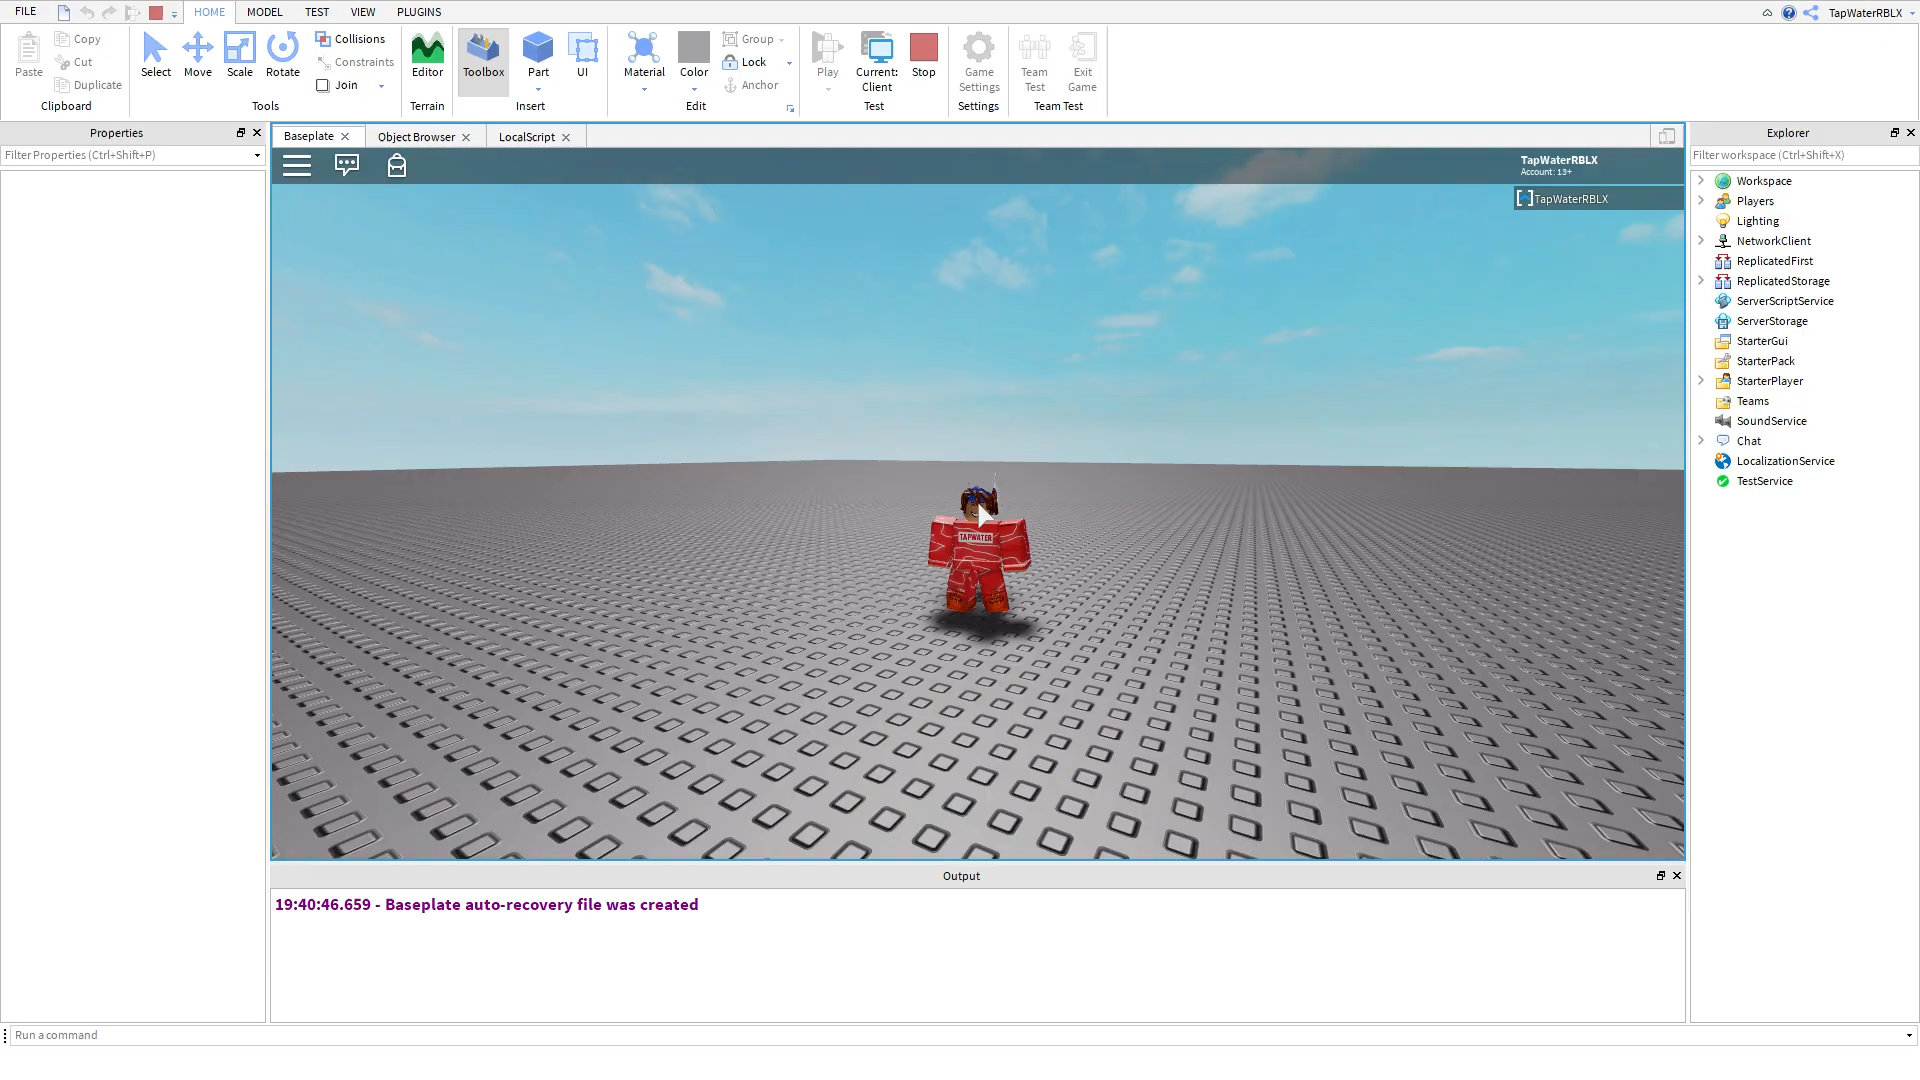 FILE
HOME
MODEL
TEST
VIEW
PLUGINS
TapWaterRBLX
Paste
Copy
Cut
Duplicate
Clipboard
Select
Move
Scale
Rotate
Collisions
Constraints
Join
Tools
Editor
Terrain
Toolbox
Part
UI
Insert
Material
Color
Group
Lock
Anchor
Edit
Play
Current:
Client
Stop
Test
Game
Settings
Settings
Team
Test
Exit
Game
Team Test
Properties
Filter Properties (Ctrl+Shift+P)
Baseplate
Object Browser
LocalScript
TapWaterRBLX
Account: 13+
TapWaterRBLX
TAPWATER
Explorer
Filter workspace (Ctrl+Shift+X)
Workspace
Players
Lighting
NetworkClient
ReplicatedFirst
ReplicatedStorage
ServerScriptService
ServerStorage
StarterGui
StarterPack
StarterPlayer
Teams
SoundService
Chat
LocalizationService
TestService
Output
19:40:46.659 - Baseplate auto-recovery file was created
Run a command